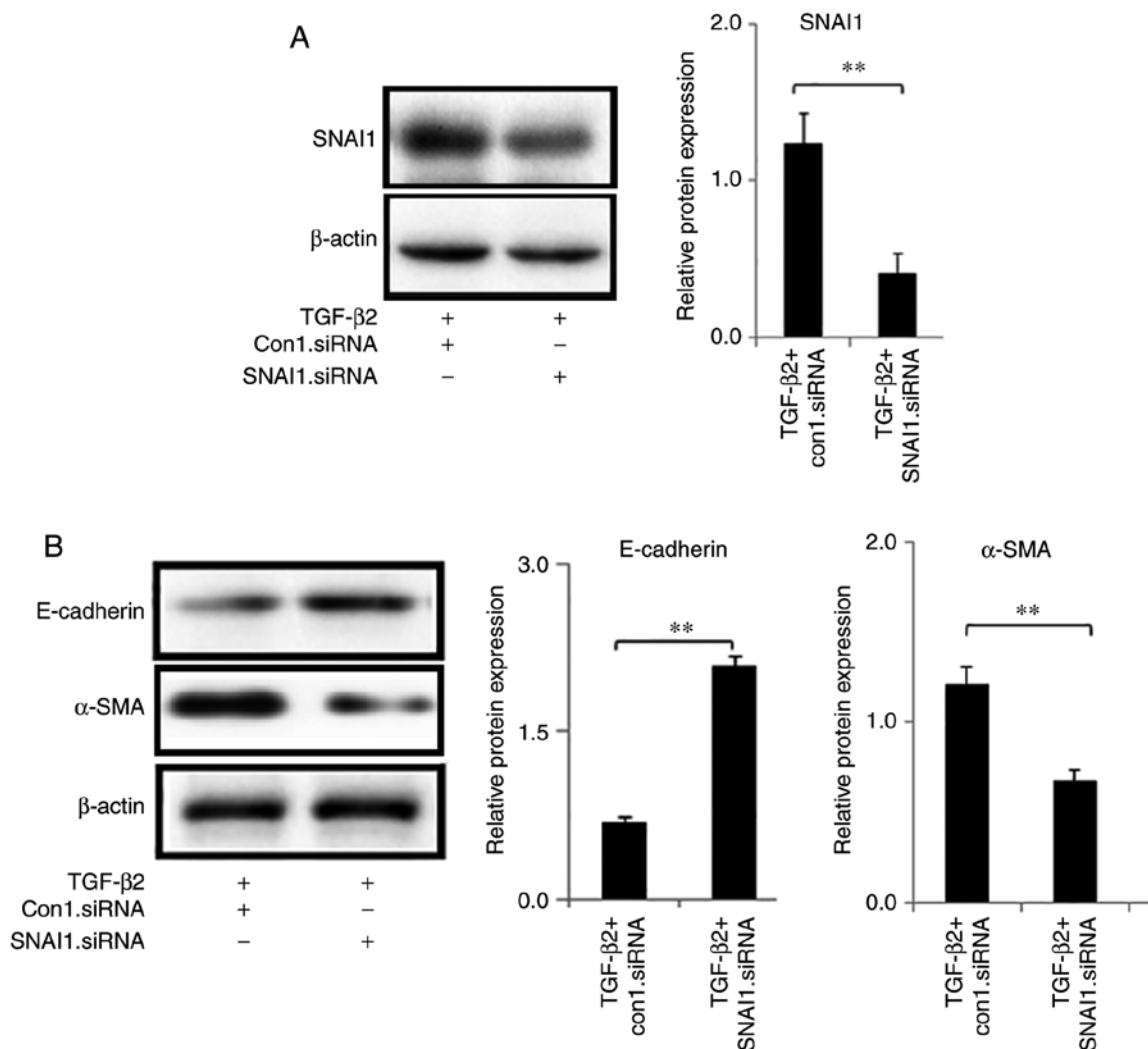 A
SNAI1
β-actin
TGF-β2 + +
Con1.siRNA + –
SNAI1.siRNA – +
SNAI1
Relative protein expression
2.0
1.0
0.0
**
TGF-β2+
con1.siRNA
TGF-β2+
SNAI1.siRNA
B
E-cadherin
α-SMA
β-actin
TGF-β2 + +
Con1.siRNA + –
SNAI1.siRNA – +
E-cadherin
Relative protein expression
3.0
1.5
0.0
**
TGF-β2+
con1.siRNA
TGF-β2+
SNAI1.siRNA
α-SMA
Relative protein expression
2.0
1.0
0.0
**
TGF-β2+
con1.siRNA
TGF-β2+
SNAI1.siRNA